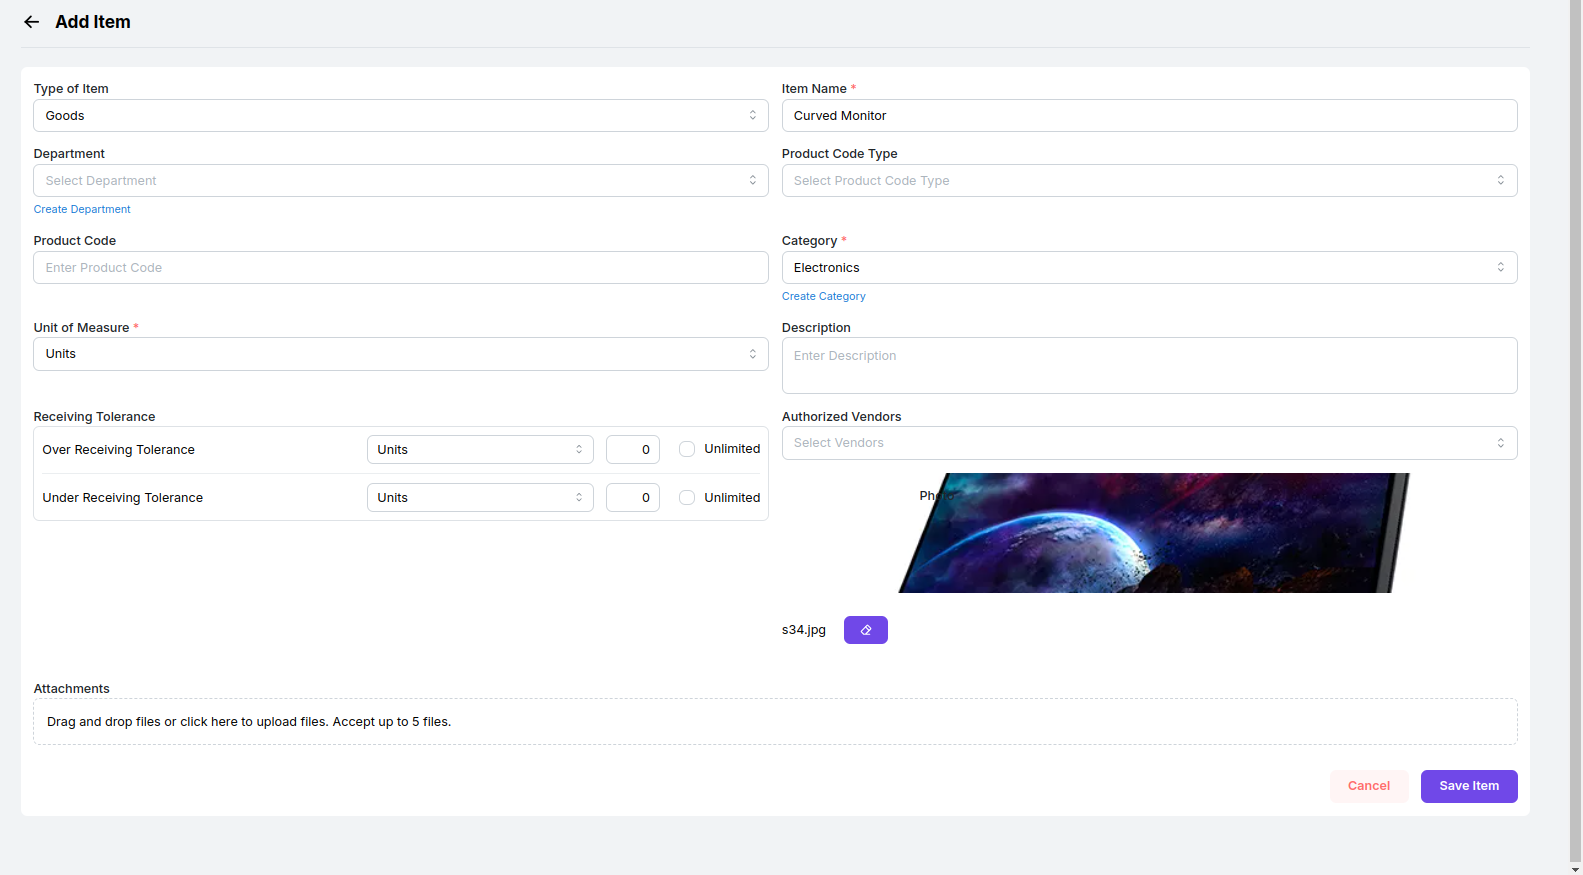 Add Item
Type of Item
Item Name *
Goods
Curved Monitor
Department
Product Code Type
Select Department
Select Product Code Type
Create Department
Product Code
Category *
Enter Product Code
Electronics
Create Category
Unit of Measure *
Description
Units
Enter Description
Receiving Tolerance
Authorized Vendors
Over Receiving Tolerance Units 0 Unlimited
Select Vendors
Under Receiving Tolerance Units 0 Unlimited
s34.jpg
Attachments
Drag and drop files or click here to upload files. Accept up to 5 files.
Cancel
Save Item